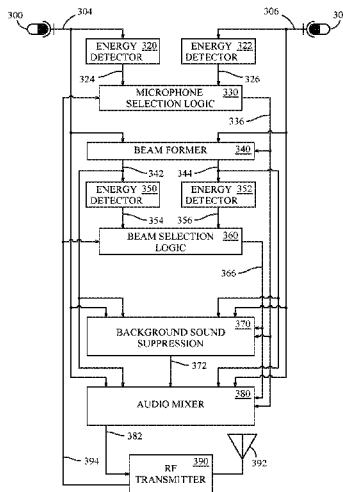 300
304
306
30
ENERGY 320
DETECTOR
ENERGY 322
DETECTOR
324
326
MICROPHONE 330
SELECTION LOGIC
336
BEAM FORMER 340
342
344
ENERGY 350
DETECTOR
ENERGY 352
DETECTOR
354
356
BEAM SELECTION 360
LOGIC
366
BACKGROUND SOUND 370
SUPPRESSION
372
AUDIO MIXER 380
382
394
RF 390
TRANSMITTER
392